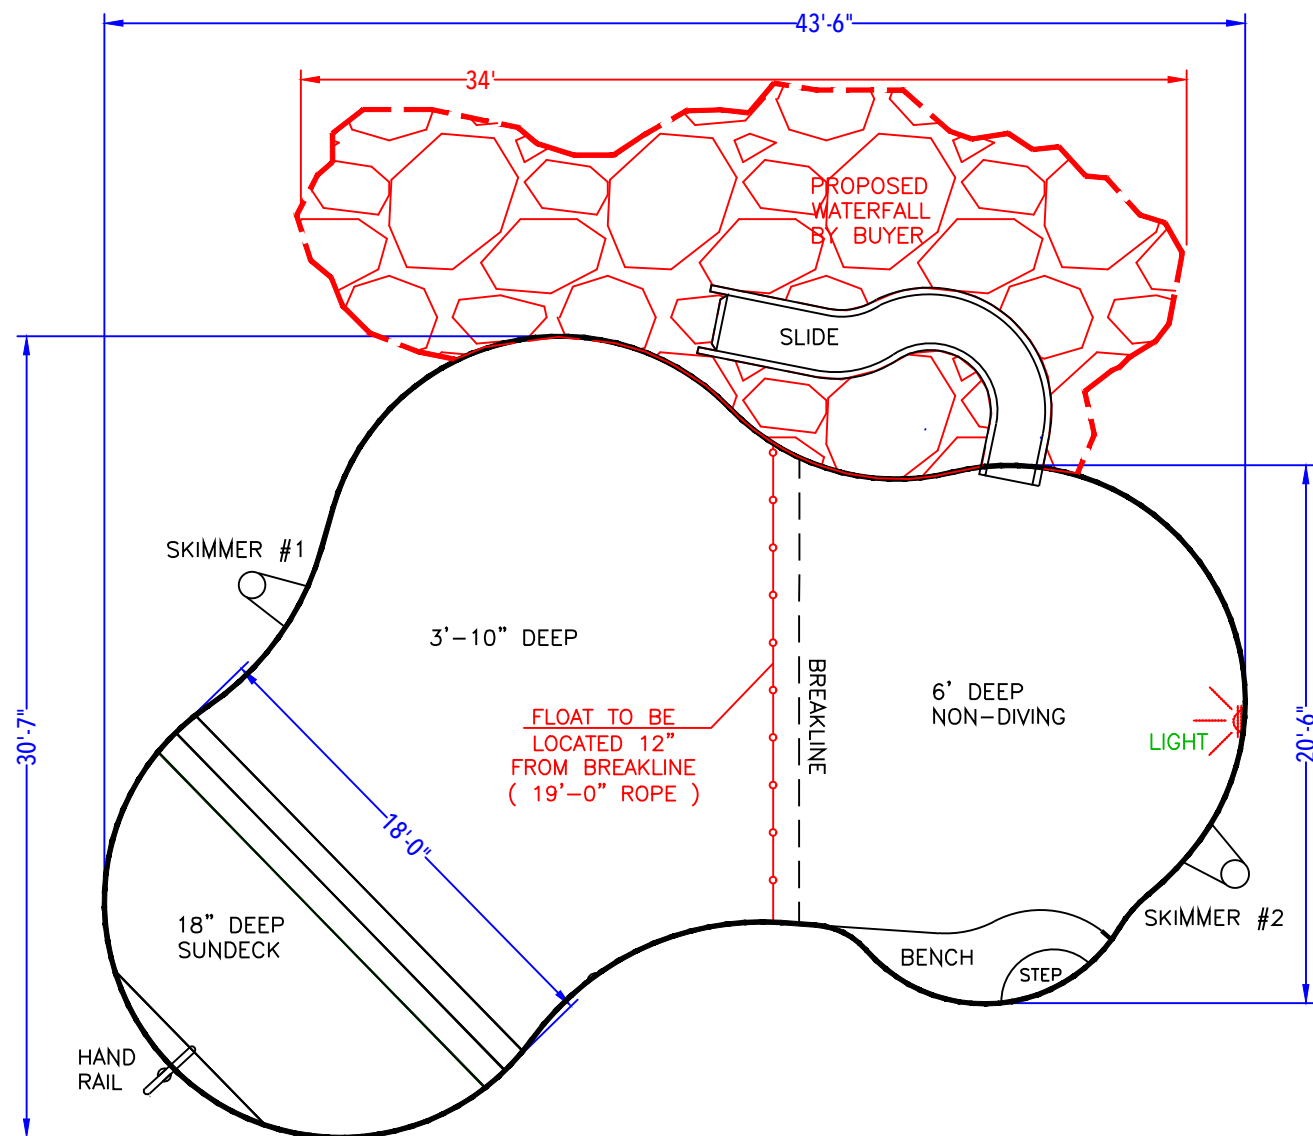 43'-6"
34'
PROPOSED
WATERFALL
BY BUYER
SLIDE
SKIMMER #1
3'-10" DEEP
BREAKLINE
6' DEEP
NON-DIVING
FLOAT TO BE
LOCATED 12"
FROM BREAKLINE
( 19'-0" ROPE )
LIGHT
30'-7"
20'-6"
18'-0"
18" DEEP
SUNDECK
SKIMMER #2
BENCH
STEP
HAND
RAIL